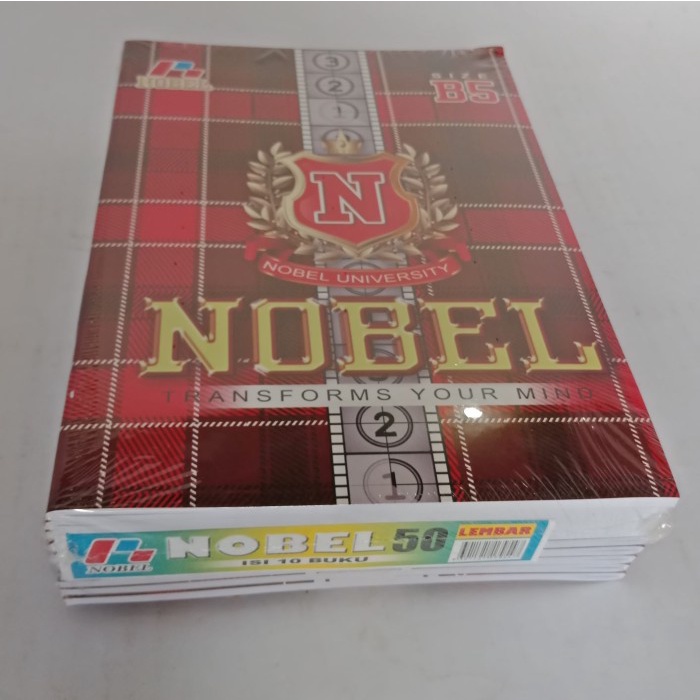 NOBEL
SIZE
B5
3
2
1
N
NOBEL UNIVERSITY
NOBEL
TRANSFORMS YOUR MIND
2
1
NOBEL
NOBEL 50 LEMBAR
ISI 10 BUKU